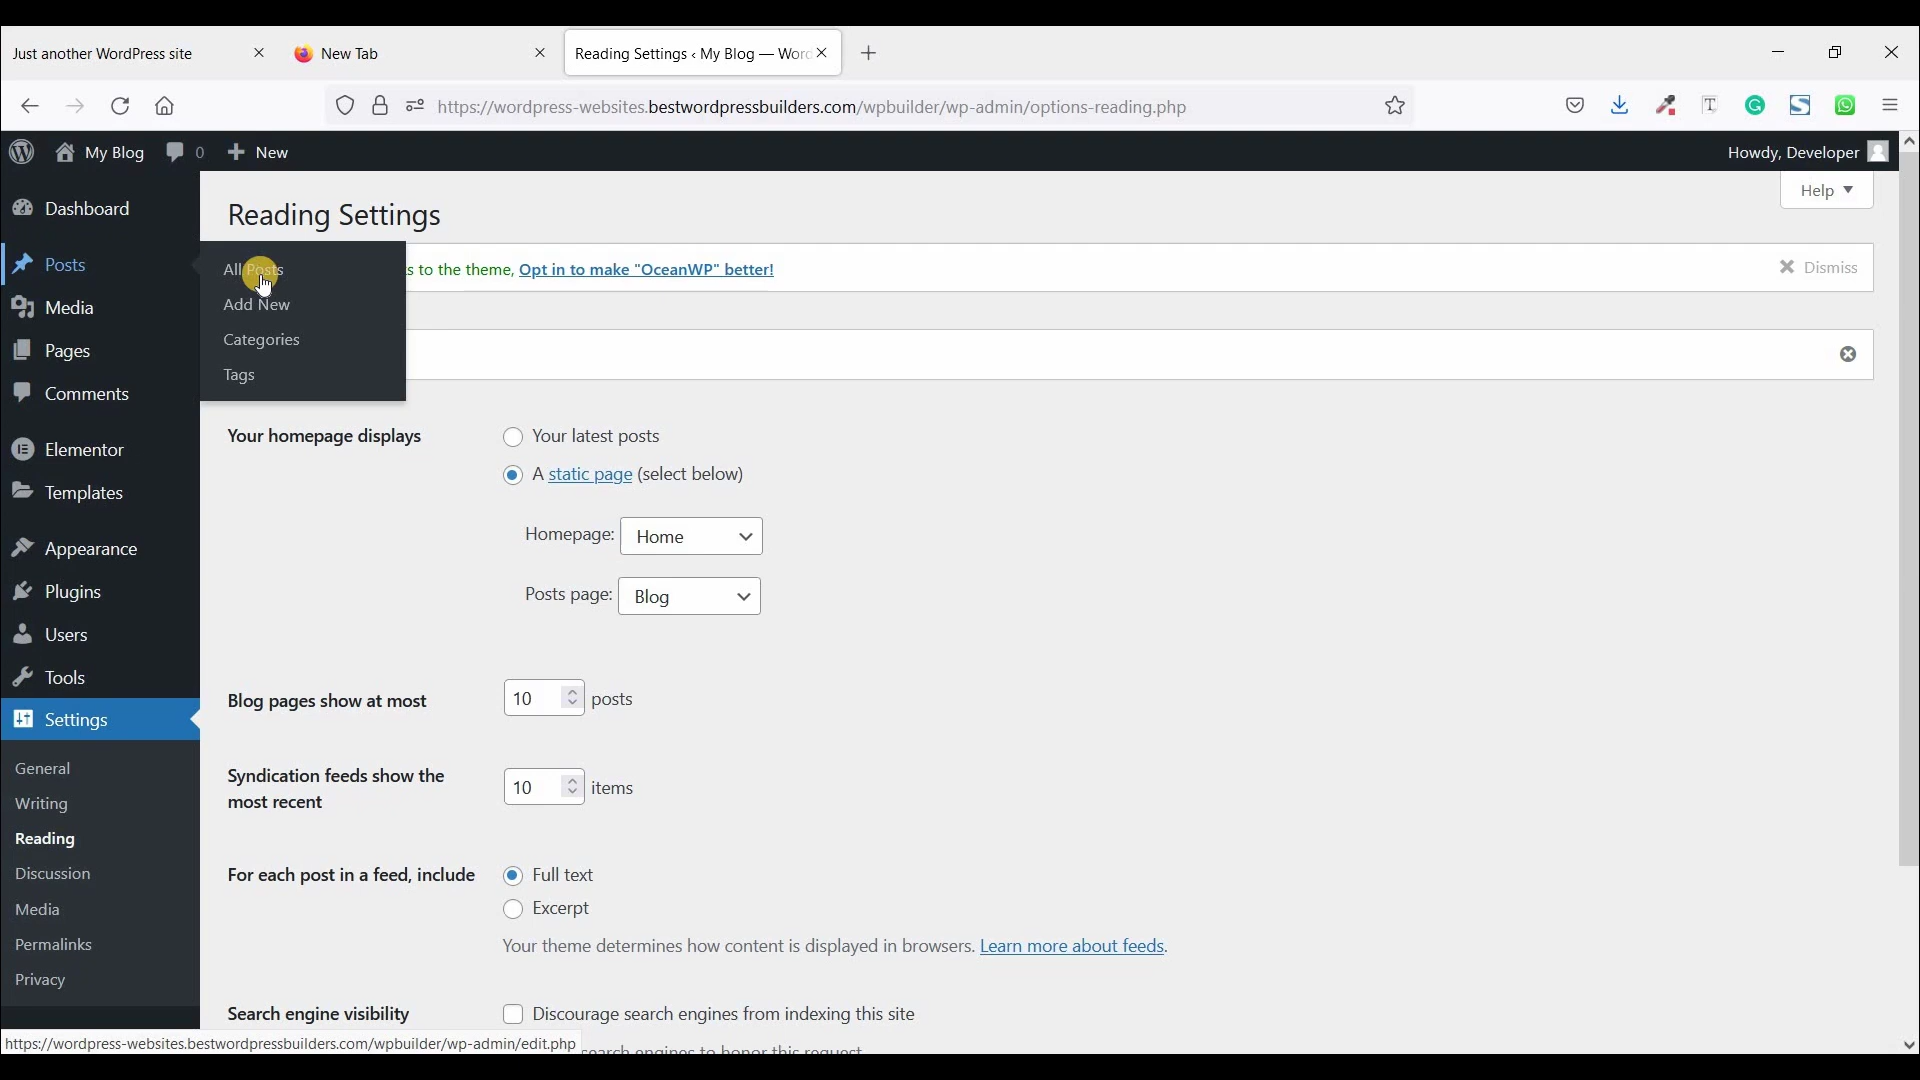 Just another WordPress site
New Tab
Reading Settings ‹ My Blog — Word
https://wordpress-websites.bestwordpressbuilders.com/wpbuilder/wp-admin/options-reading.php
My Blog
0
New
Howdy, Developer
Help
Dashboard
Reading Settings
Posts
All Posts
s to the theme, Opt in to make "OceanWP" better!
Dismiss
Add New
Media
Categories
Pages
Tags
Comments
Your homepage displays
Your latest posts
A static page (select below)
Elementor
Templates
Homepage: Home
Appearance
Posts page: Blog
Plugins
Users
Tools
Blog pages show at most
10 posts
Settings
General
Syndication feeds show the
most recent
10 items
Writing
Reading
Discussion
For each post in a feed, include
Full text
Excerpt
Media
Permalinks
Your theme determines how content is displayed in browsers. Learn more about feeds.
Privacy
Search engine visibility
Discourage search engines from indexing this site
https://wordpress-websites.bestwordpressbuilders.com/wpbuilder/wp-admin/edit.php
search engines to honor this request.